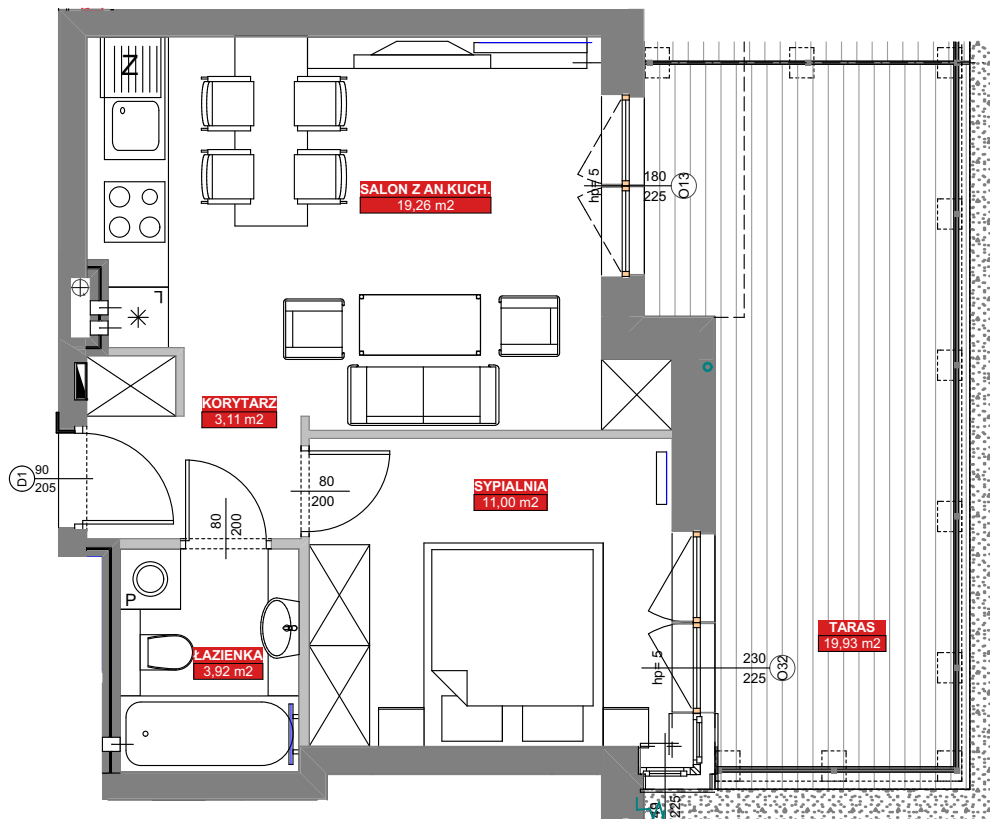 Z
SALON Z AN.KUCH.
19,26 m2
hp= 5
180
225
O13
KORYTARZ
3,11 m2
D1
90
205
80
200
80
200
SYPIALNIA
11,00 m2
P
ŁAZIENKA
3,92 m2
TARAS
19,93 m2
hp= 5
230
225
O32
225